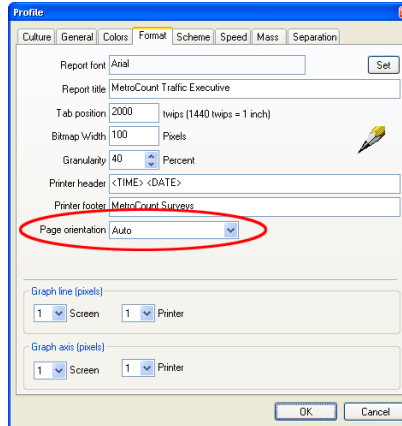 Profile
Culture General Colors Format Scheme Speed Mass Separation
Report font Arial Set
Report title MetroCount Traffic Executive
Tab position 2000 twips (1440 twips = 1 inch)
Bitmap Width 100 Pixels
Granularity 40 Percent
Printer header <TIME> <DATE>
Printer footer MetroCount Surveys
Page orientation Auto
Graph line (pixels)
1 Screen 1 Printer
Graph axis (pixels)
1 Screen 1 Printer
OK Cancel